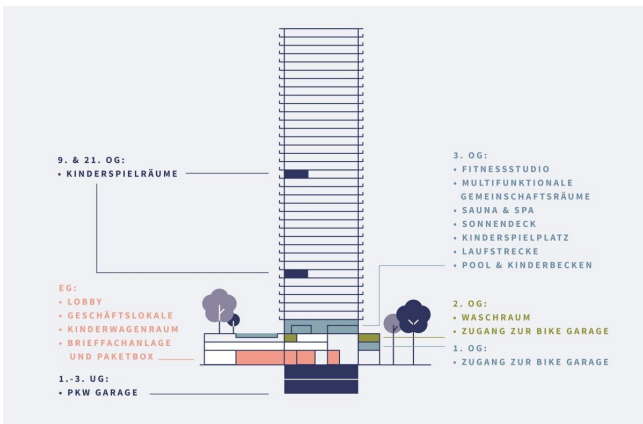 9. & 21. OG:
• KINDERSPIELRÄUME
EG:
• LOBBY
• GESCHÄFTSLOKALE
• KINDERWAGENRAUM
• BRIEFFACHANLAGE
UND PAKETBOX
1.-3. UG:
• PKW GARAGE
3. OG:
• FITNESSSTUDIO
• MULTIFUNKTIONALE
GEMEINSCHAFTSRÄUME
• SAUNA & SPA
• SONNENDECK
• KINDERSPIELPLATZ
• LAUFSTRECKE
• POOL & KINDERBECKEN
2. OG:
• WASCHRAUM
• ZUGANG ZUR BIKE GARAGE
1. OG:
• ZUGANG ZUR BIKE GARAGE